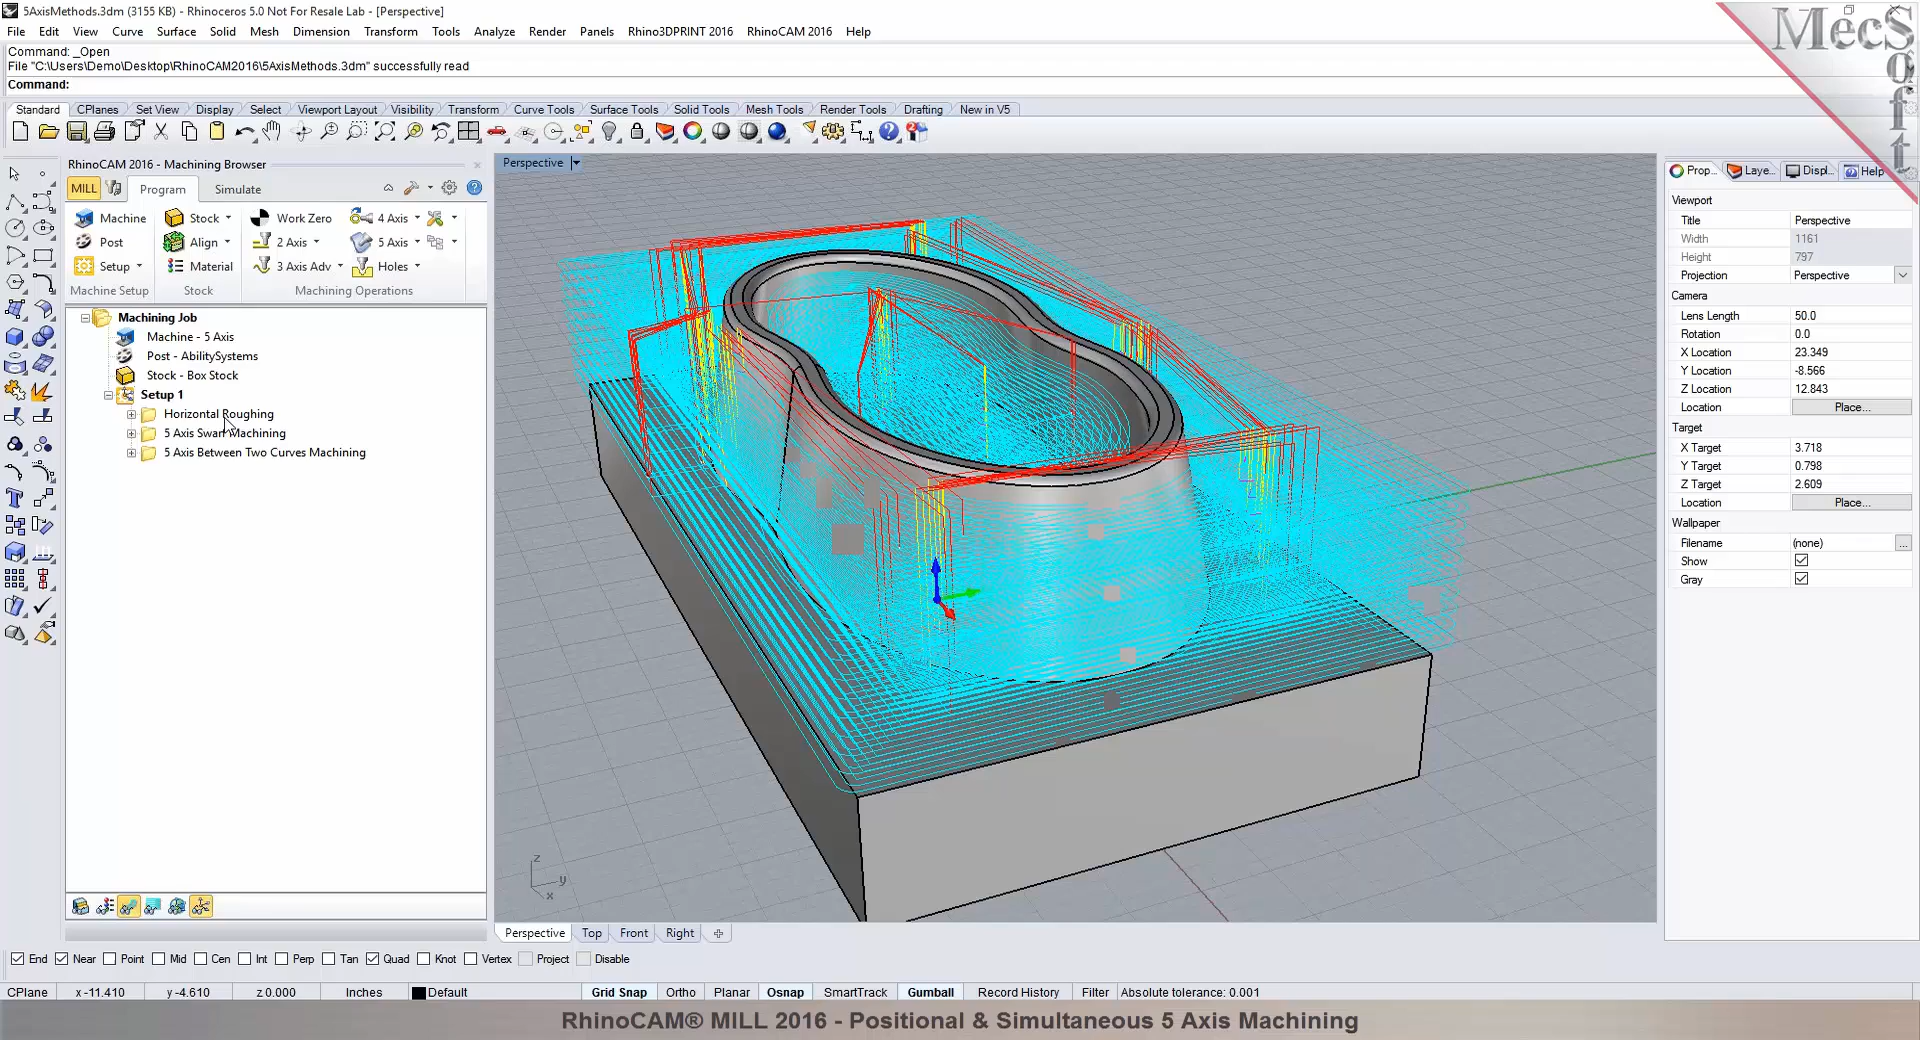 5AxisMethods.3dm (3155 KB) - Rhinoceros 5.0 Not For Resale Lab - [Perspective]
File Edit View Curve Surface Solid Mesh Dimension Transform Tools Analyze Render Panels Rhino3DPRINT 2016 RhinoCAM 2016 Help
Command: _Open
File "C:\Users\Demo\Desktop\RhinoCAM2016\5AxisMethods.3dm" successfully read
Command:
Standard CPlanes Set View Display Select Viewport Layout Visibility Transform Curve Tools Surface Tools Solid Tools Mesh Tools Render Tools Drafting New in V5
MecSoft
RhinoCAM 2016 - Machining Browser
MILL Program Simulate
Machine Stock Work Zero 4 Axis
Post Align 2 Axis 5 Axis
Setup Material 3 Axis Adv Holes
Machine Setup Stock Machining Operations
Machining Job
Machine - 5 Axis
Post - AbilitySystems
Stock - Box Stock
Setup 1
Horizontal Roughing
5 Axis Swarf Machining
5 Axis Between Two Curves Machining
Perspective
z
y
x
Perspective Top Front Right
Prop... Laye... Displ... Help
Viewport
Title Perspective
Width 1161
Height 797
Projection Perspective
Camera
Lens Length 50.0
Rotation 0.0
X Location 23.349
Y Location -8.566
Z Location 12.843
Location Place...
Target
X Target 3.718
Y Target 0.798
Z Target 2.609
Location Place...
Wallpaper
Filename (none) ...
Show
Gray
End Near Point Mid Cen Int Perp Tan Quad Knot Vertex Project Disable
CPlane x -11.410 y -4.610 z 0.000 Inches Default Grid Snap Ortho Planar Osnap SmartTrack Gumball Record History Filter Absolute tolerance: 0.001
RhinoCAM® MILL 2016 - Positional & Simultaneous 5 Axis Machining